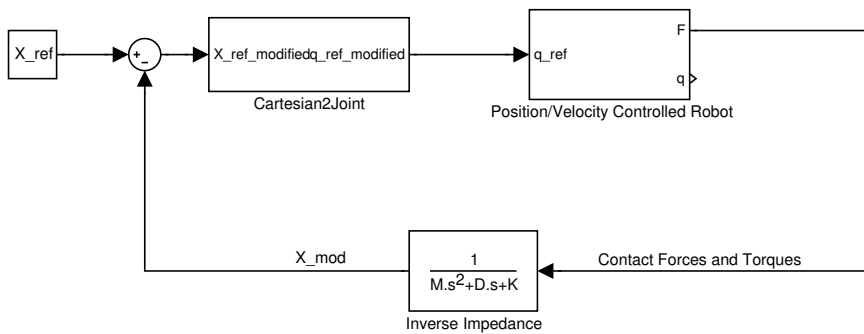 F
X_ref
+
−
X_ref_modifiedq_ref_modified
q_ref
q
Cartesian2Joint
Position/Velocity Controlled Robot
X_mod
1
M.s2+D.s+K
Contact Forces and Torques
Inverse Impedance